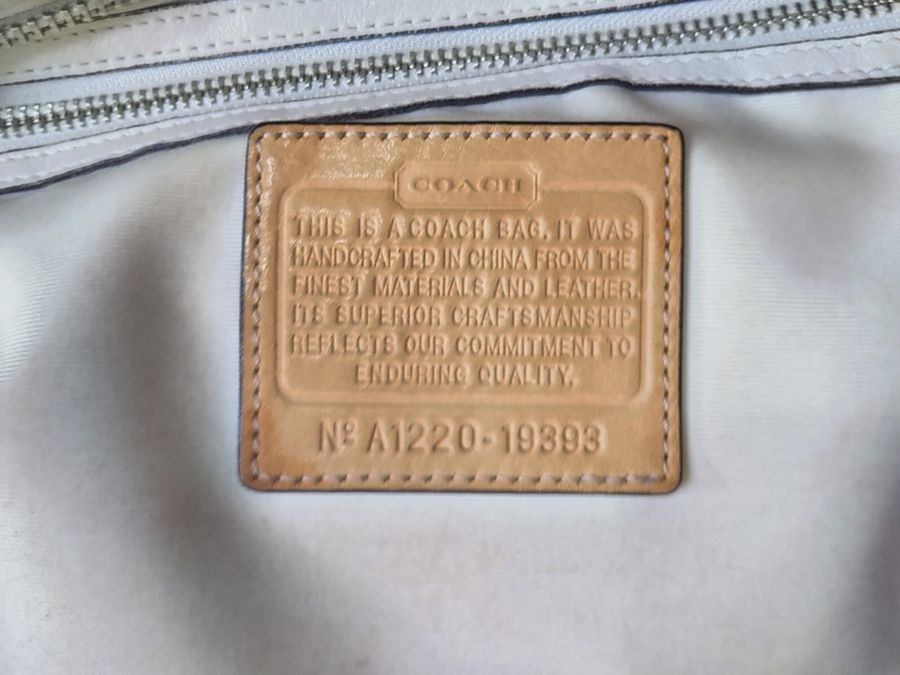 COACH
THIS IS A COACH BAG. IT WAS
HANDCRAFTED IN CHINA FROM THE
FINEST MATERIALS AND LEATHER.
ITS SUPERIOR CRAFTSMANSHIP
REFLECTS OUR COMMITMENT TO
ENDURING QUALITY.
Nº A1220-19393